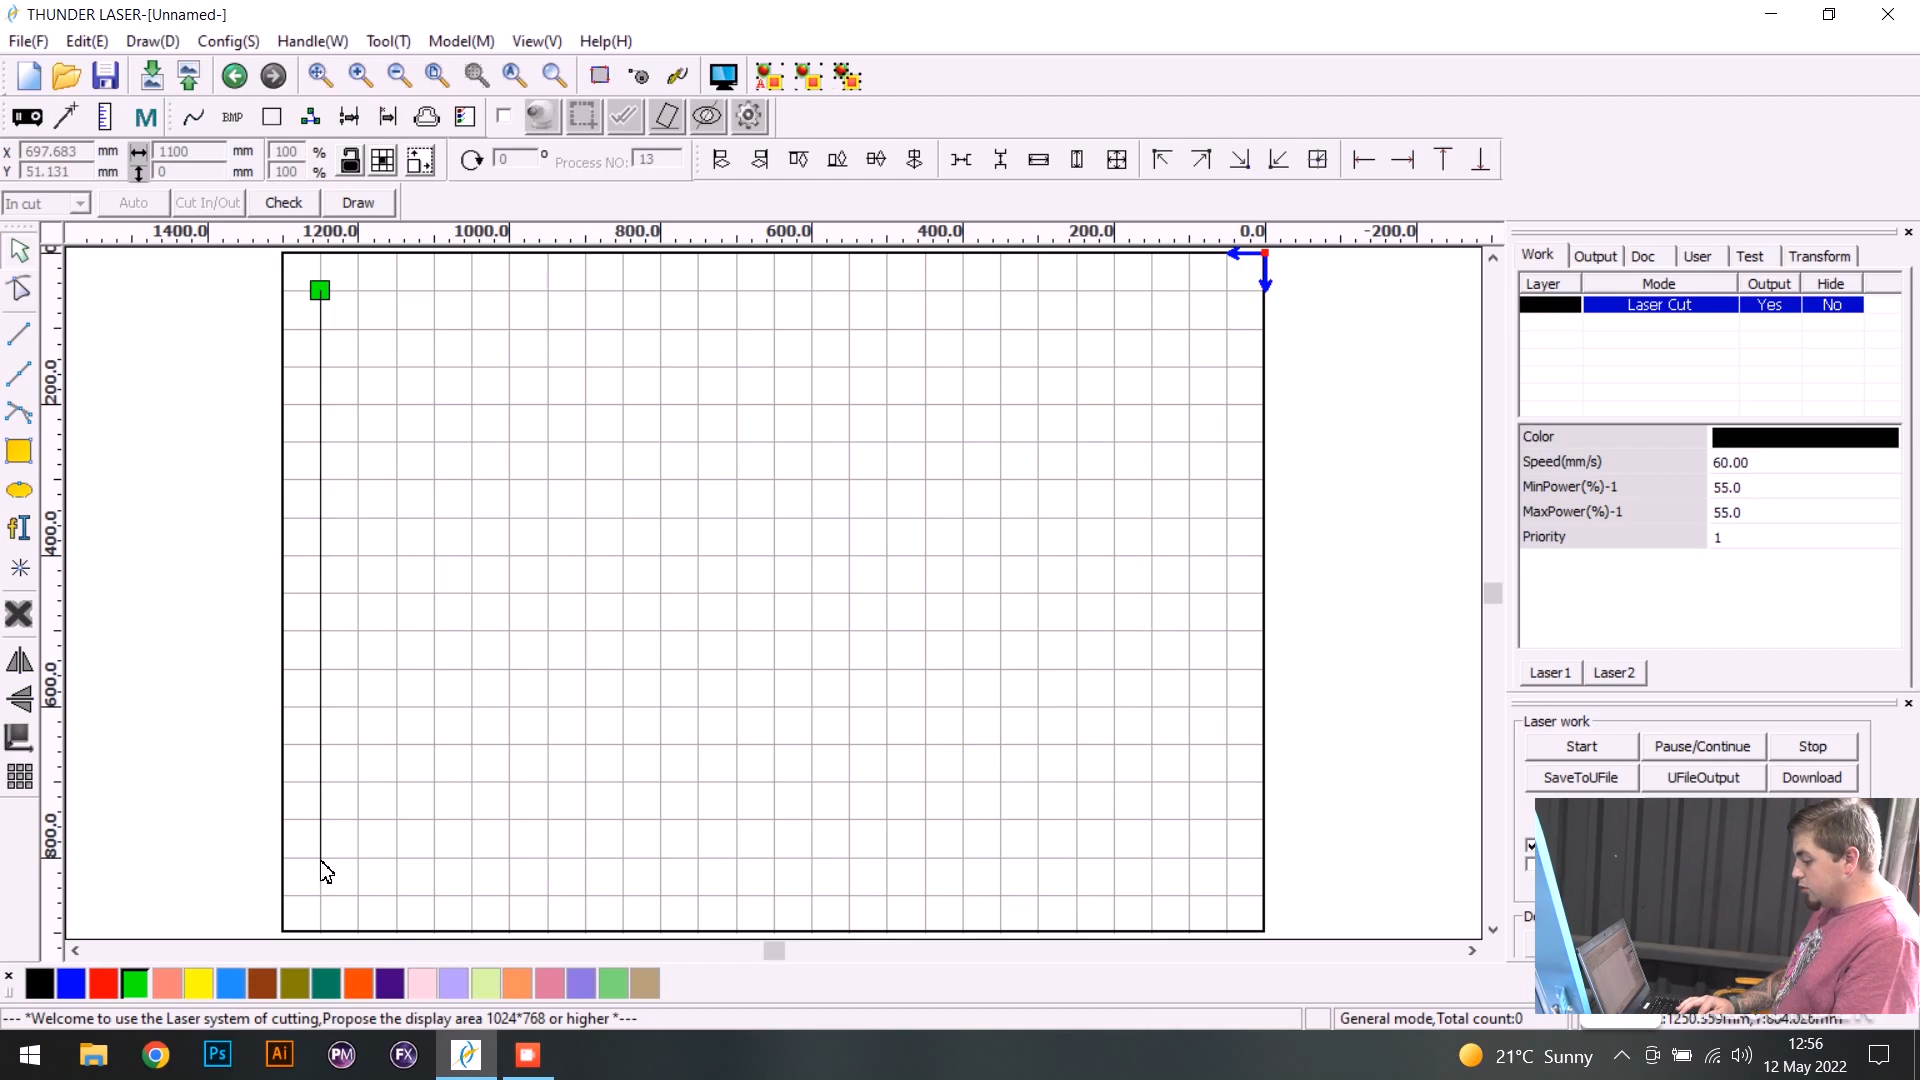 THUNDER LASER-[Unnamed-]
File(F) Edit(E) Draw(D) Config(S) Handle(W) Tool(T) Model(M) View(V) Help(H)
M BMP
X 697.683 mm 1100 mm 100 % 0 ° Process NO: 13
Y 51.131 mm 0 mm 100 %
In cut Auto Cut In/Out Check Draw
1400.0 1200.0 1000.0 800.0 600.0 400.0 200.0 0.0 -200.0
200.0
400.0
600.0
800.0
Work Output Doc User Test Transform
Layer Mode Output Hide
Laser Cut Yes No
Color
Speed(mm/s) 60.00
MinPower(%)-1 55.0
MaxPower(%)-1 55.0
Priority 1
Laser1 Laser2
Laser work
Start Pause/Continue Stop
SaveToUFile UFileOutput Download
--- *Welcome to use the Laser system of cutting,Propose the display area 1024*768 or higher *---
General mode,Total count:0
Ps Ai PM FX
21°C Sunny
12:56
12 May 2022